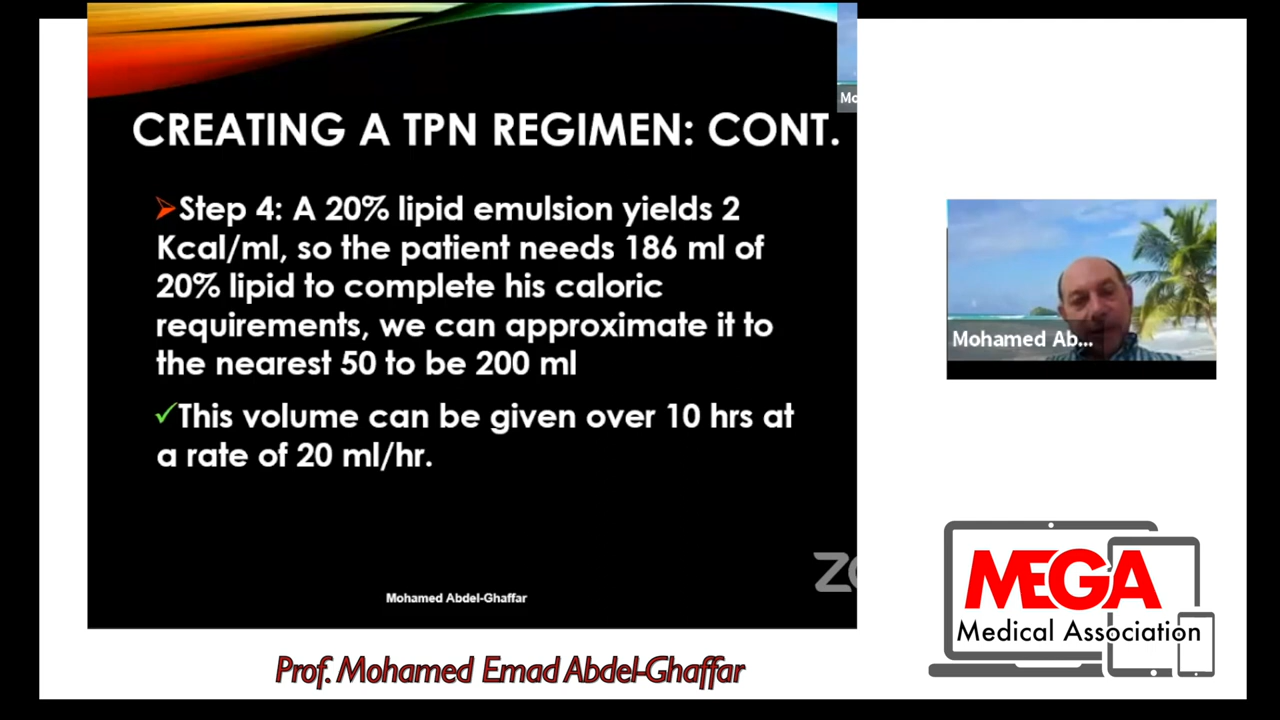 Mo
CREATING A TPN REGIMEN: CONT.
Step 4: A 20% lipid emulsion yields 2
Kcal/ml, so the patient needs 186 ml of
20% lipid to complete his caloric
requirements, we can approximate it to
the nearest 50 to be 200 ml
This volume can be given over 10 hrs at
a rate of 20 ml/hr.
Mohamed Abdel-Ghaffar
Mohamed Ab...
MEGA
Medical Association
Prof. Mohamed Emad Abdel-Ghaffar